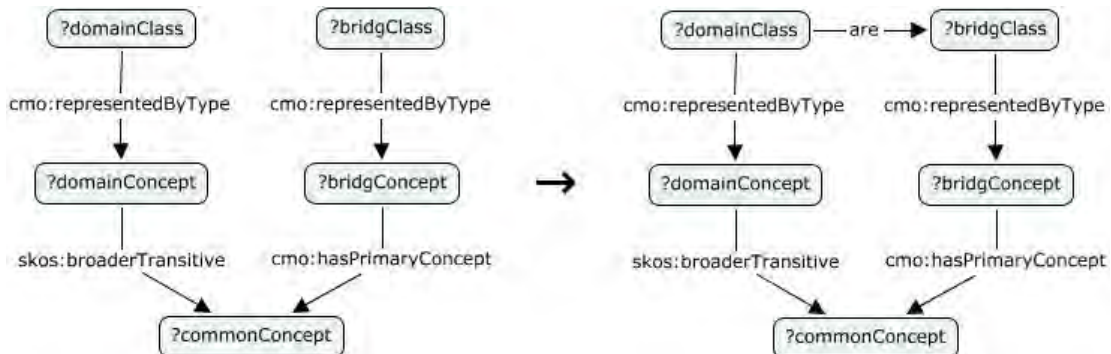 ?domainClass ?bridgClass ?domainClass are ?bridgClass
cmo:representedByType cmo:representedByType cmo:representedByType cmo:representedByType
?domainConcept ?bridgConcept → ?domainConcept ?bridgConcept
skos:broaderTransitive cmo:hasPrimaryConcept skos:broaderTransitive cmo:hasPrimaryConcept
?commonConcept ?commonConcept